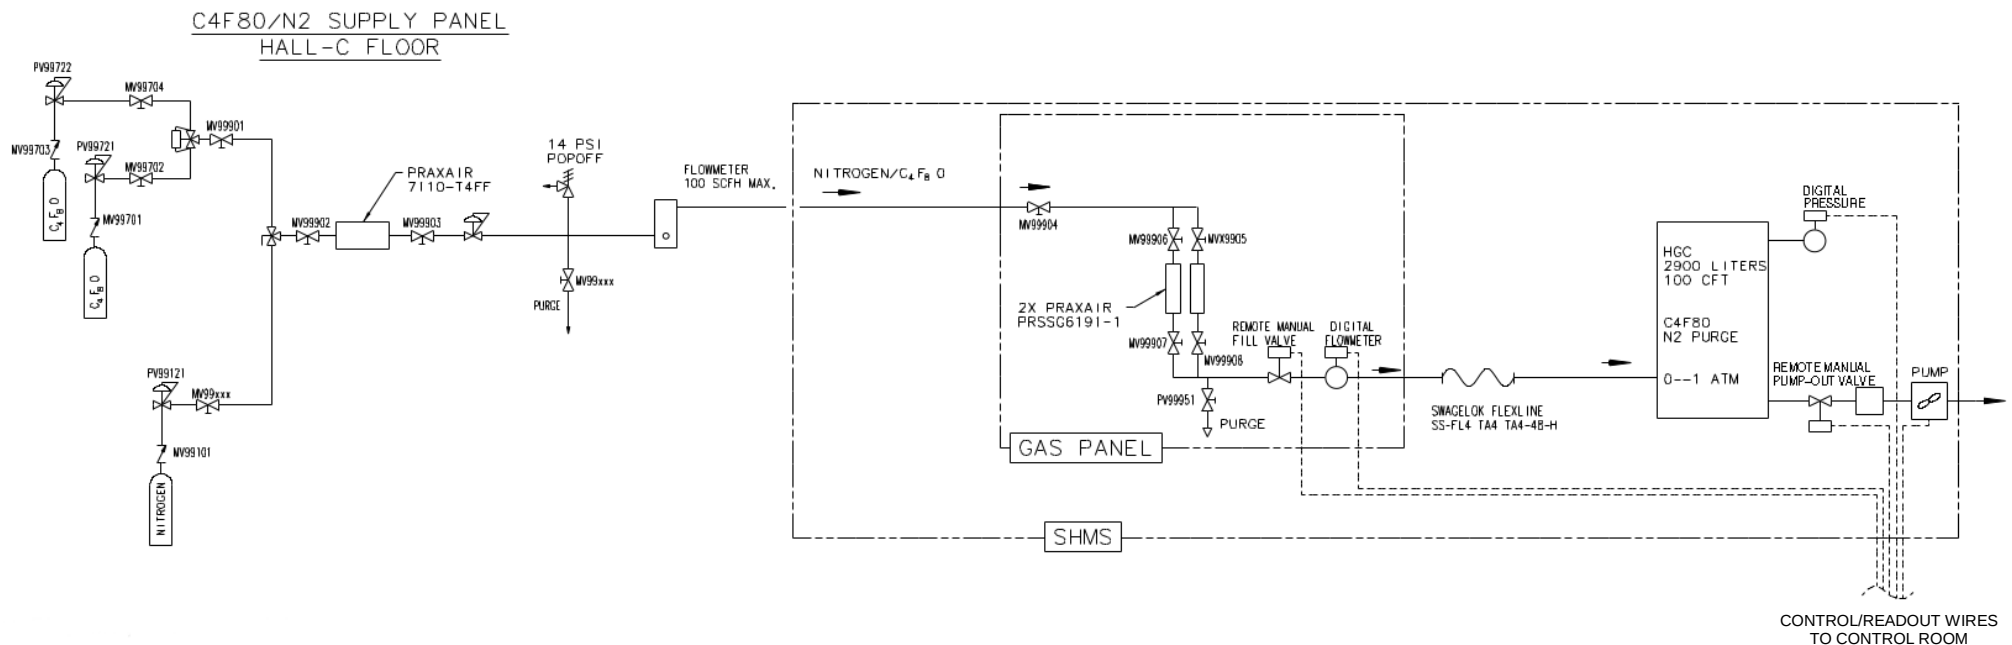 C4F80/N2 SUPPLY PANEL
HALL-C FLOOR
PV99722
MV99704
MV99703
PV99721
MV99901
MV99702
C4F8O
MV99701
C4F8O
MV99902
PRAXAIR
7110-T4FF
MV99903
14 PSI
POPOFF
MV99xxx
PURGE
FLOWMETER
100 SCFH MAX.
PV99121
MV99xxx
MV99101
NITROGEN
NITROGEN/C4F8O
MV99904
MV99906
MVX9905
2X PRAXAIR
PRSSG6191-1
MV99907
MV99908
REMOTE MANUAL
FILL VALVE
DIGITAL
FLOWMETER
PV99951
PURGE
GAS PANEL
SWAGELOK FLEXLINE
SS-FL4 TA4 TA4-48-H
HGC
2900 LITERS
100 CFT
C4F80
N2 PURGE
0--1 ATM
DIGITAL
PRESSURE
REMOTE MANUAL
PUMP-OUT VALVE
PUMP
SHMS
CONTROL/READOUT WIRES
TO CONTROL ROOM